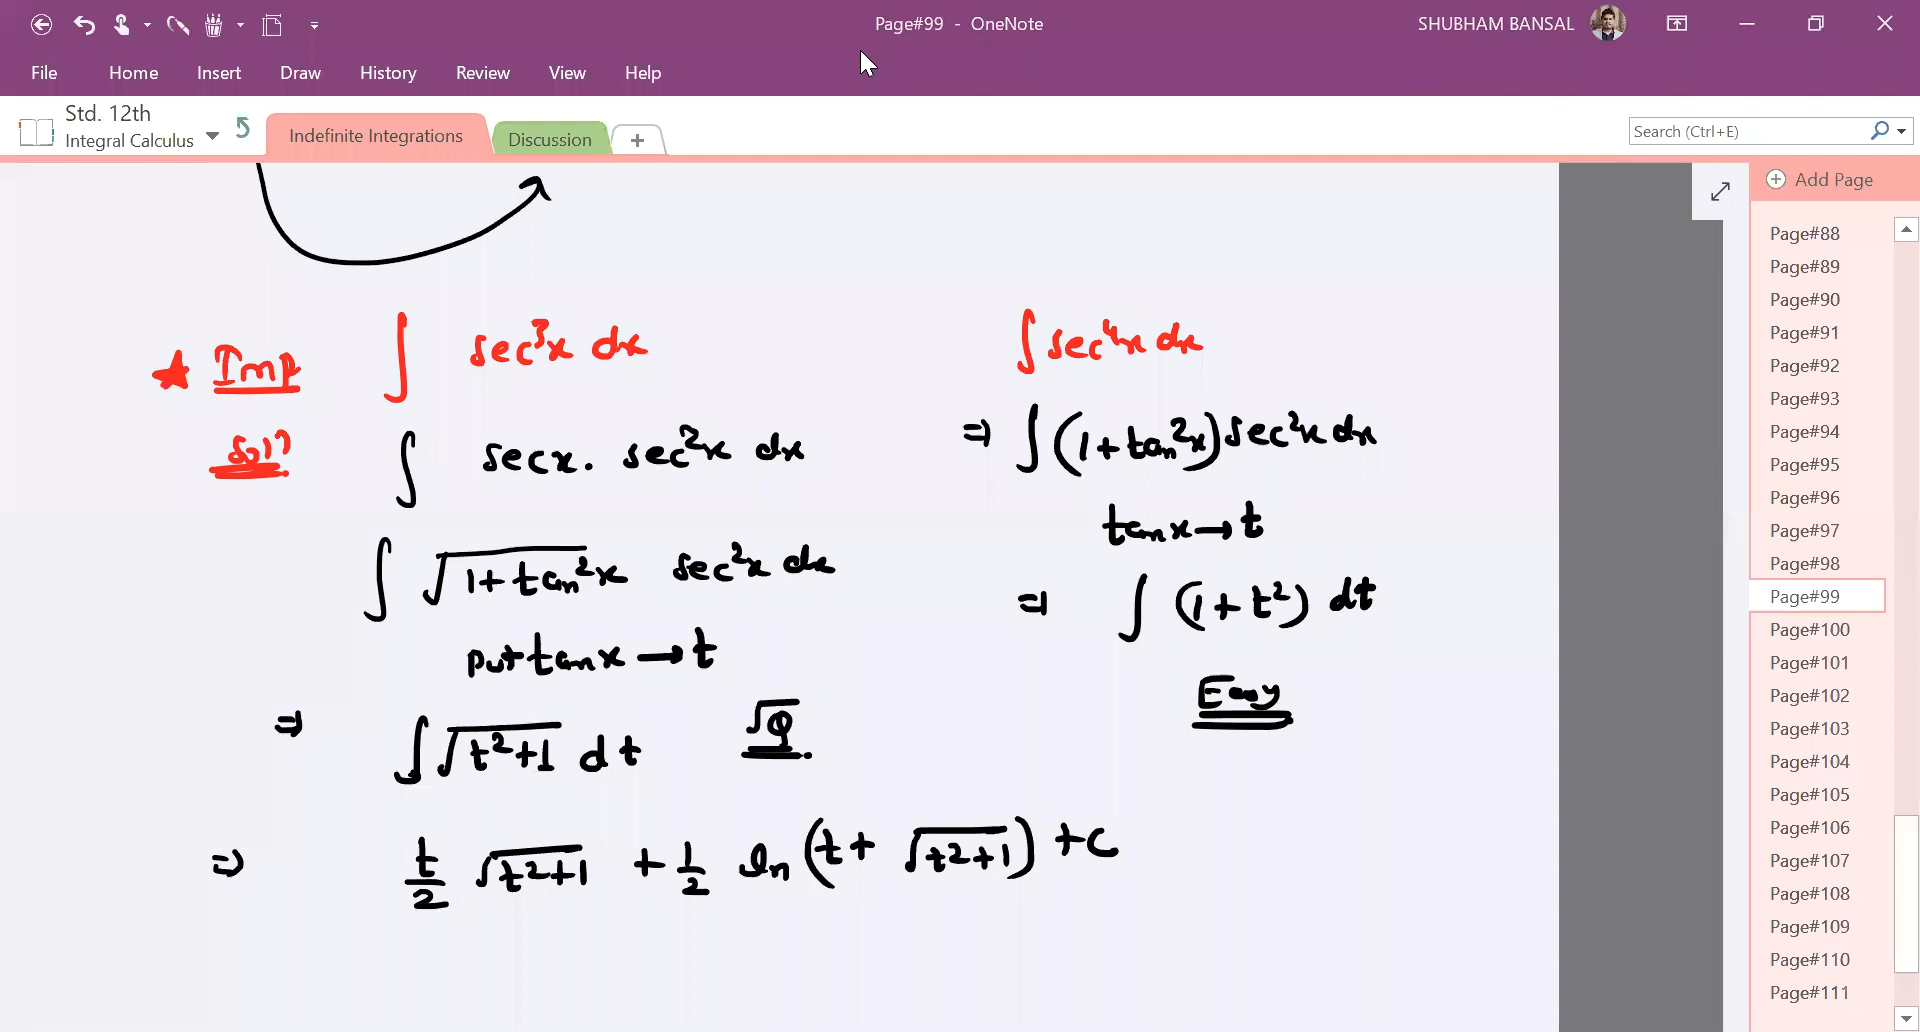 Page#99 - OneNote
SHUBHAM BANSAL
File Home Insert Draw History Review View Help
Std. 12th
Integral Calculus
Indefinite Integrations
Discussion
+
Search (Ctrl+E)
Add Page
Page#88
Page#89
Page#90
Page#91
Page#92
Page#93
Page#94
Page#95
Page#96
Page#97
Page#98
Page#99
Page#100
Page#101
Page#102
Page#103
Page#104
Page#105
Page#106
Page#107
Page#108
Page#109
Page#110
Page#111
★ Imp ∫ sec³x dx
Solⁿ ∫ secx. sec²x dx
∫ √(1+tan²x) sec²x dx
put tanx → t
⇒ ∫ √(t²+1) dt √Q
⇒ t/2 √(t²+1) + 1/2 ln (t + √(t²+1)) + C
∫ sec⁴x dx
⇒ ∫ (1+tan²x) sec²x dx
tanx → t
⇒ ∫ (1+t²) dt
Easy